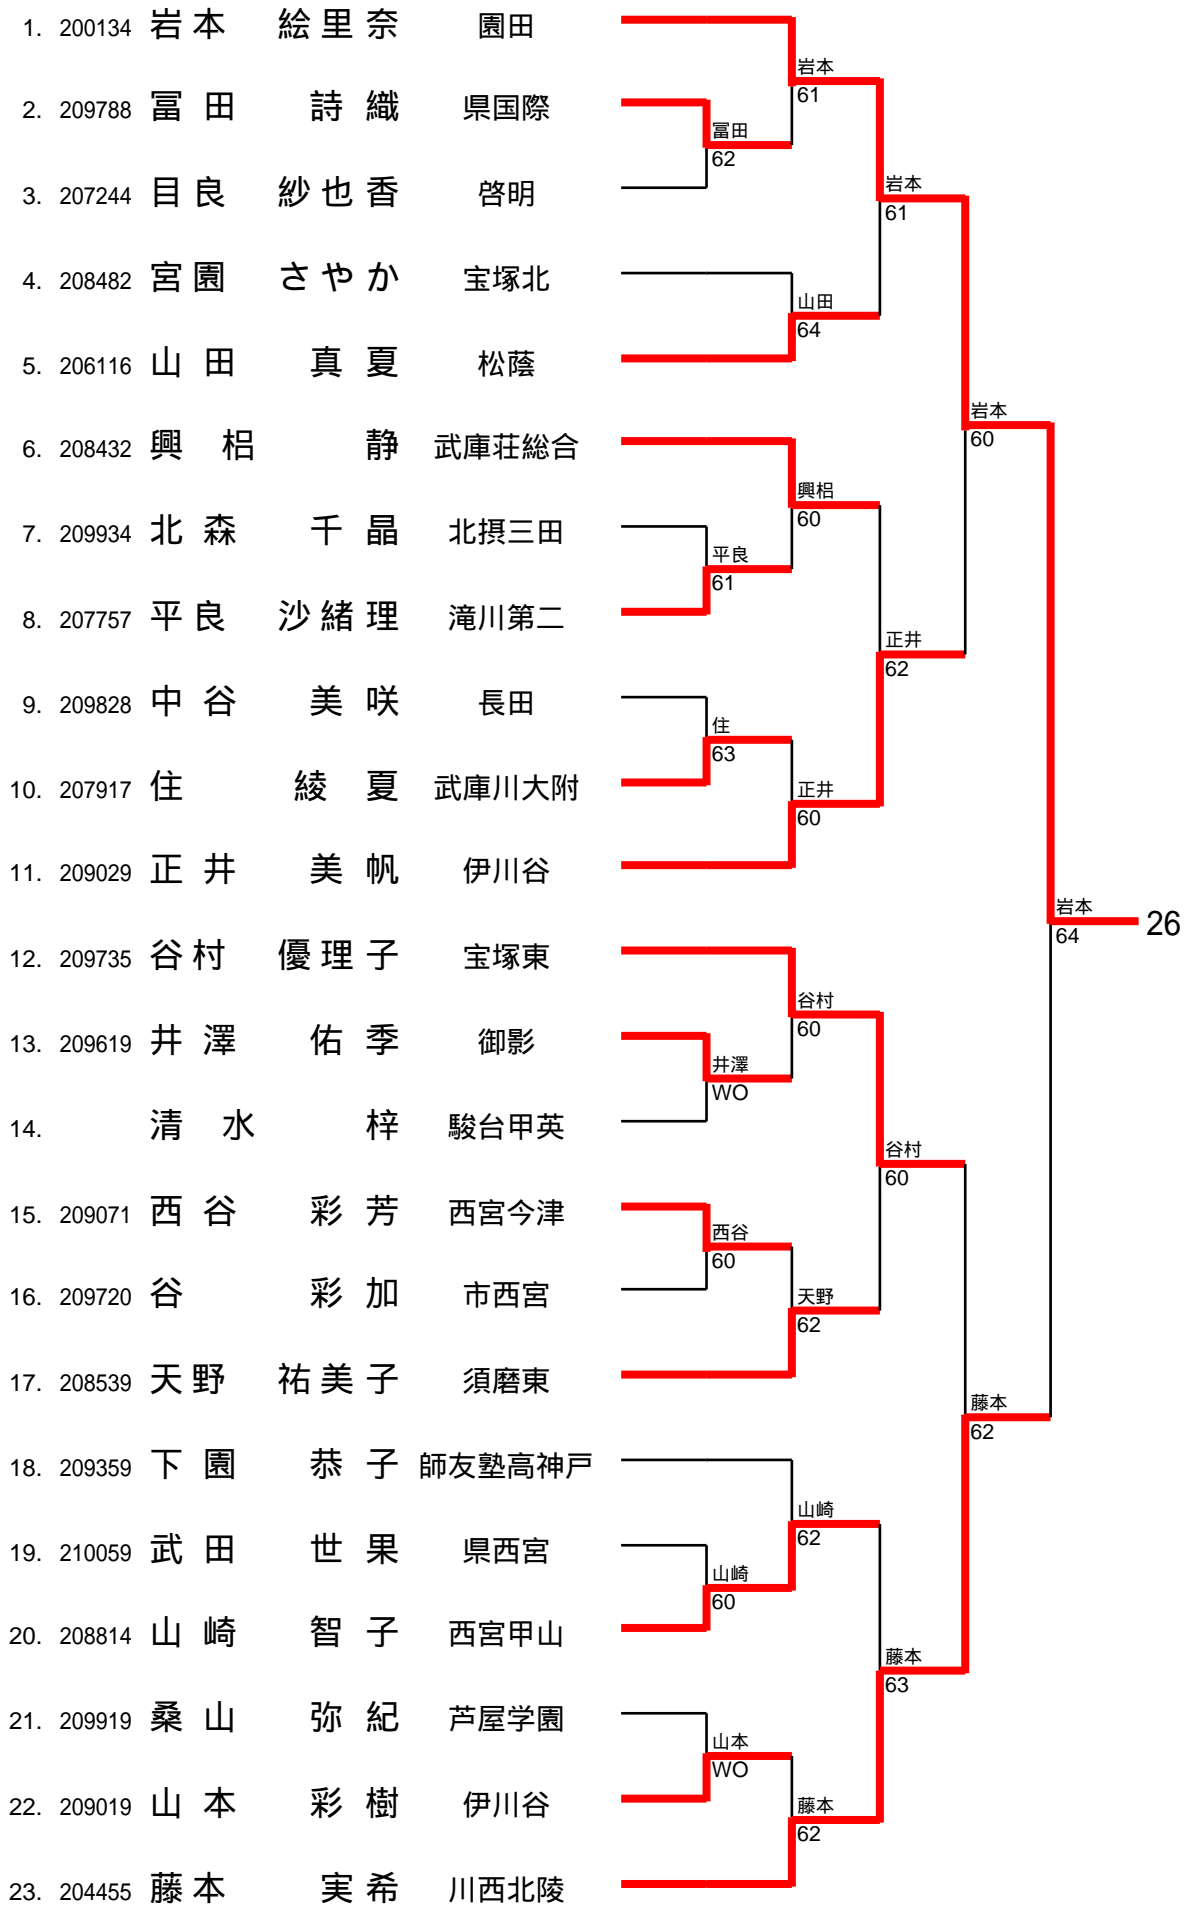 1. 200134 岩本 絵里奈 園田
岩本
61
2. 209788 冨田 詩織 県国際
冨田
62
3. 207244 目良 紗也香 啓明
岩本
61
4. 208482 宮園 さやか 宝塚北
山田
64
5. 206116 山田 真夏 松蔭
岩本
60
6. 208432 興梠 静 武庫荘総合
興梠
60
7. 209934 北森 千晶 北摂三田
平良
61
8. 207757 平良 沙緒理 滝川第二
正井
62
9. 209828 中谷 美咲 長田
住
63
10. 207917 住 綾夏 武庫川大附
正井
60
11. 209029 正井 美帆 伊川谷
岩本
64
26
12. 209735 谷村 優理子 宝塚東
谷村
60
13. 209619 井澤 佑季 御影
井澤
WO
14. 清水 梓 駿台甲英
谷村
60
15. 209071 西谷 彩芳 西宮今津
西谷
60
16. 209720 谷 彩加 市西宮
天野
62
17. 208539 天野 祐美子 須磨東
藤本
62
18. 209359 下園 恭子 師友塾高神戸
山崎
62
19. 210059 武田 世果 県西宮
山崎
60
20. 208814 山崎 智子 西宮甲山
藤本
63
21. 209919 桑山 弥紀 芦屋学園
山本
WO
22. 209019 山本 彩樹 伊川谷
藤本
62
23. 204455 藤本 実希 川西北陵